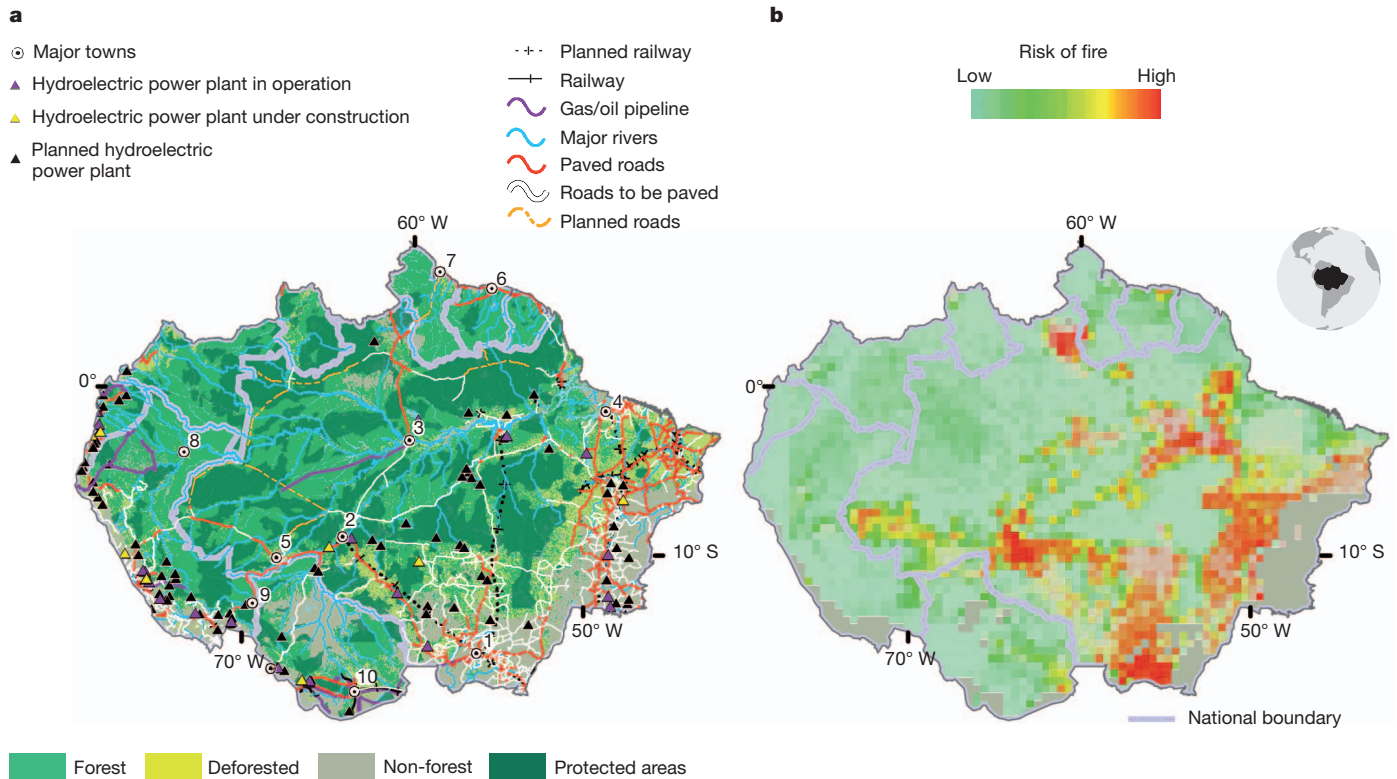 a
Major towns
Hydroelectric power plant in operation
Hydroelectric power plant under construction
Planned hydroelectric
power plant
Planned railway
Railway
Gas/oil pipeline
Major rivers
Paved roads
Roads to be paved
Planned roads
60° W
7
6
0°
4
3
8
2
5
10° S
9
1
50° W
70° W
10
Forest
Deforested
Non-forest
Protected areas
b
Risk of fire
Low High
60° W
0°
10° S
50° W
70° W
National boundary